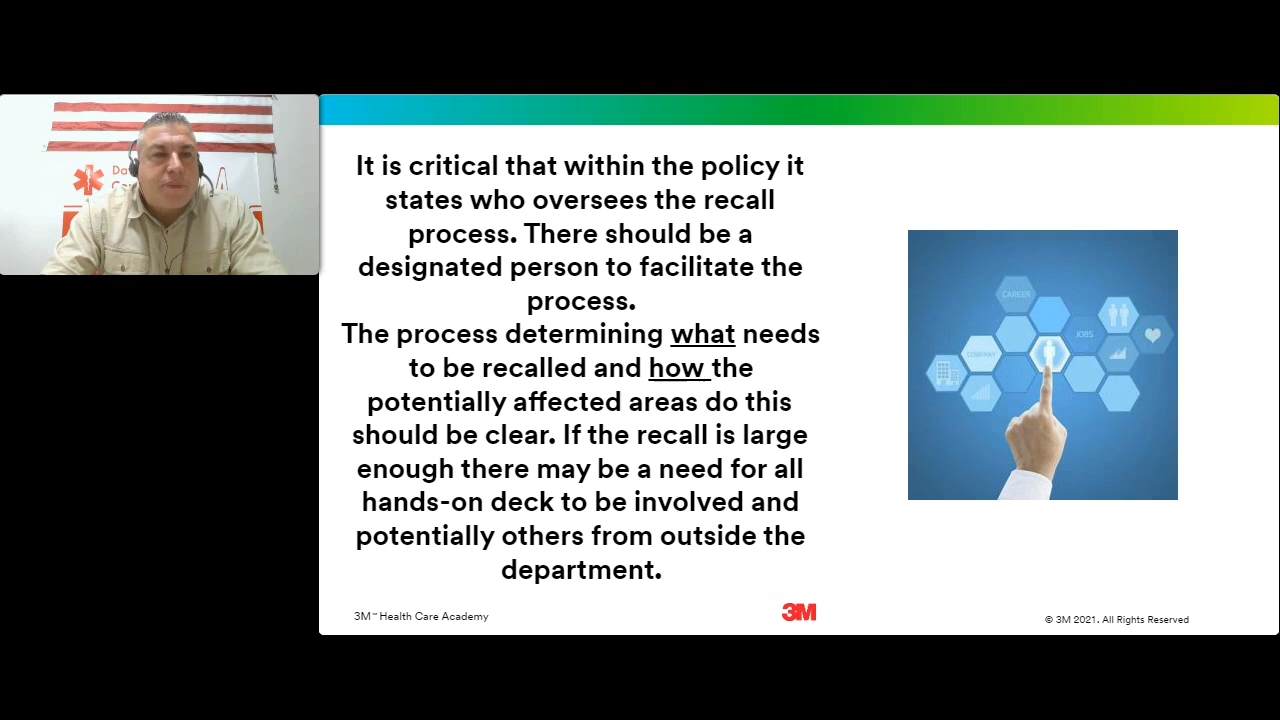 It is critical that within the policy it
states who oversees the recall
process. There should be a
designated person to facilitate the
process.
The process determining what needs
to be recalled and how the
potentially affected areas do this
should be clear. If the recall is large
enough there may be a need for all
hands-on deck to be involved and
potentially others from outside the
department.
CAREER
JOBS
COMPANY
3M™ Health Care Academy
3M
© 3M 2021. All Rights Reserved